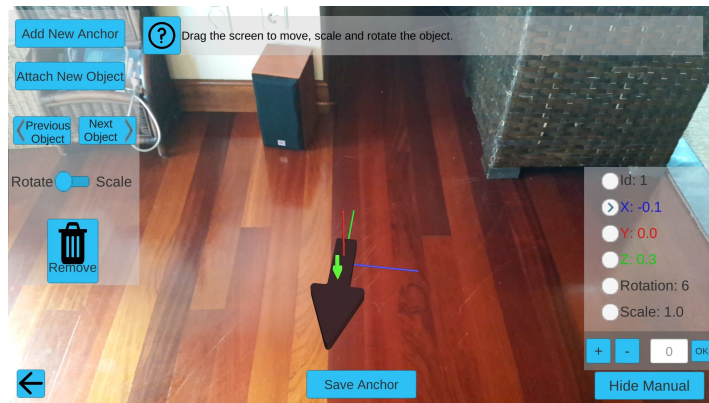 Add New Anchor
Drag the screen to move, scale and rotate the object.
Attach New Object
Previous
Object
Next
Object
Rotate
Scale
Remove
Id: 1
X: -0.1
Y: 0.0
Z: 0.3
Rotation: 6
Scale: 1.0
+
-
0
OK
Save Anchor
Hide Manual